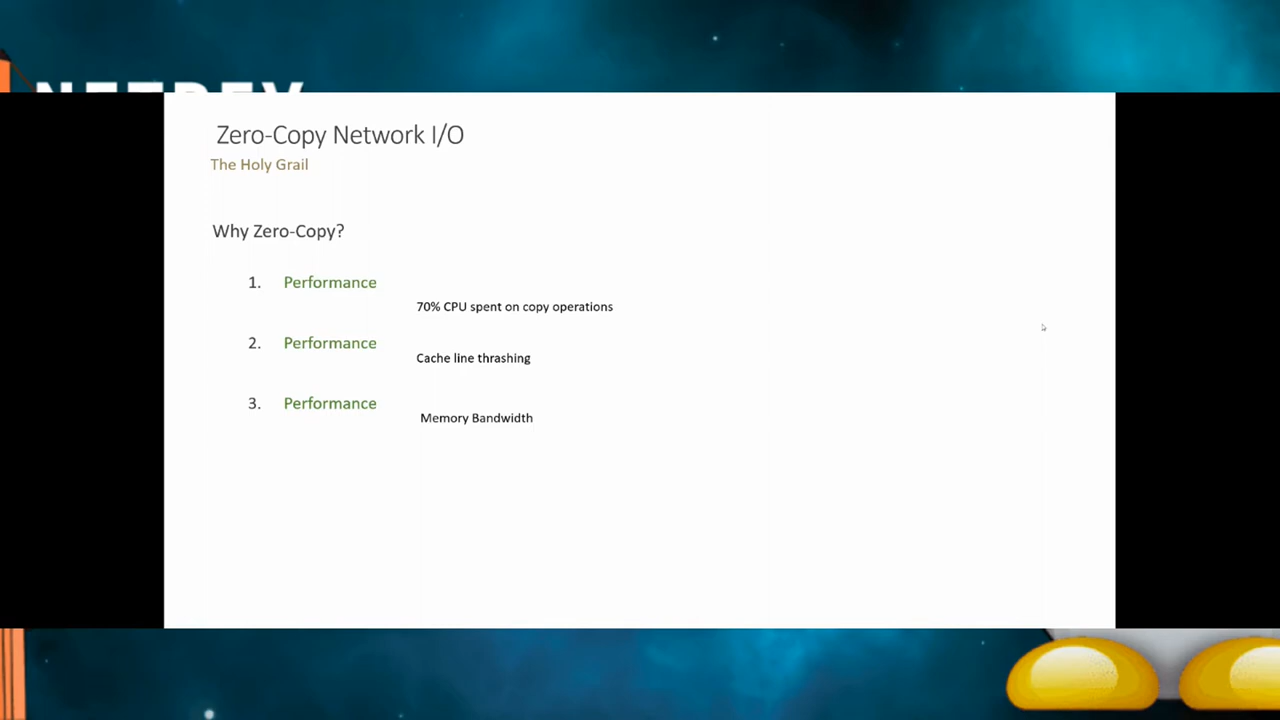 Zero-Copy Network I/O
The Holy Grail
Why Zero-Copy?
1. Performance
70% CPU spent on copy operations
2. Performance
Cache line thrashing
3. Performance
Memory Bandwidth